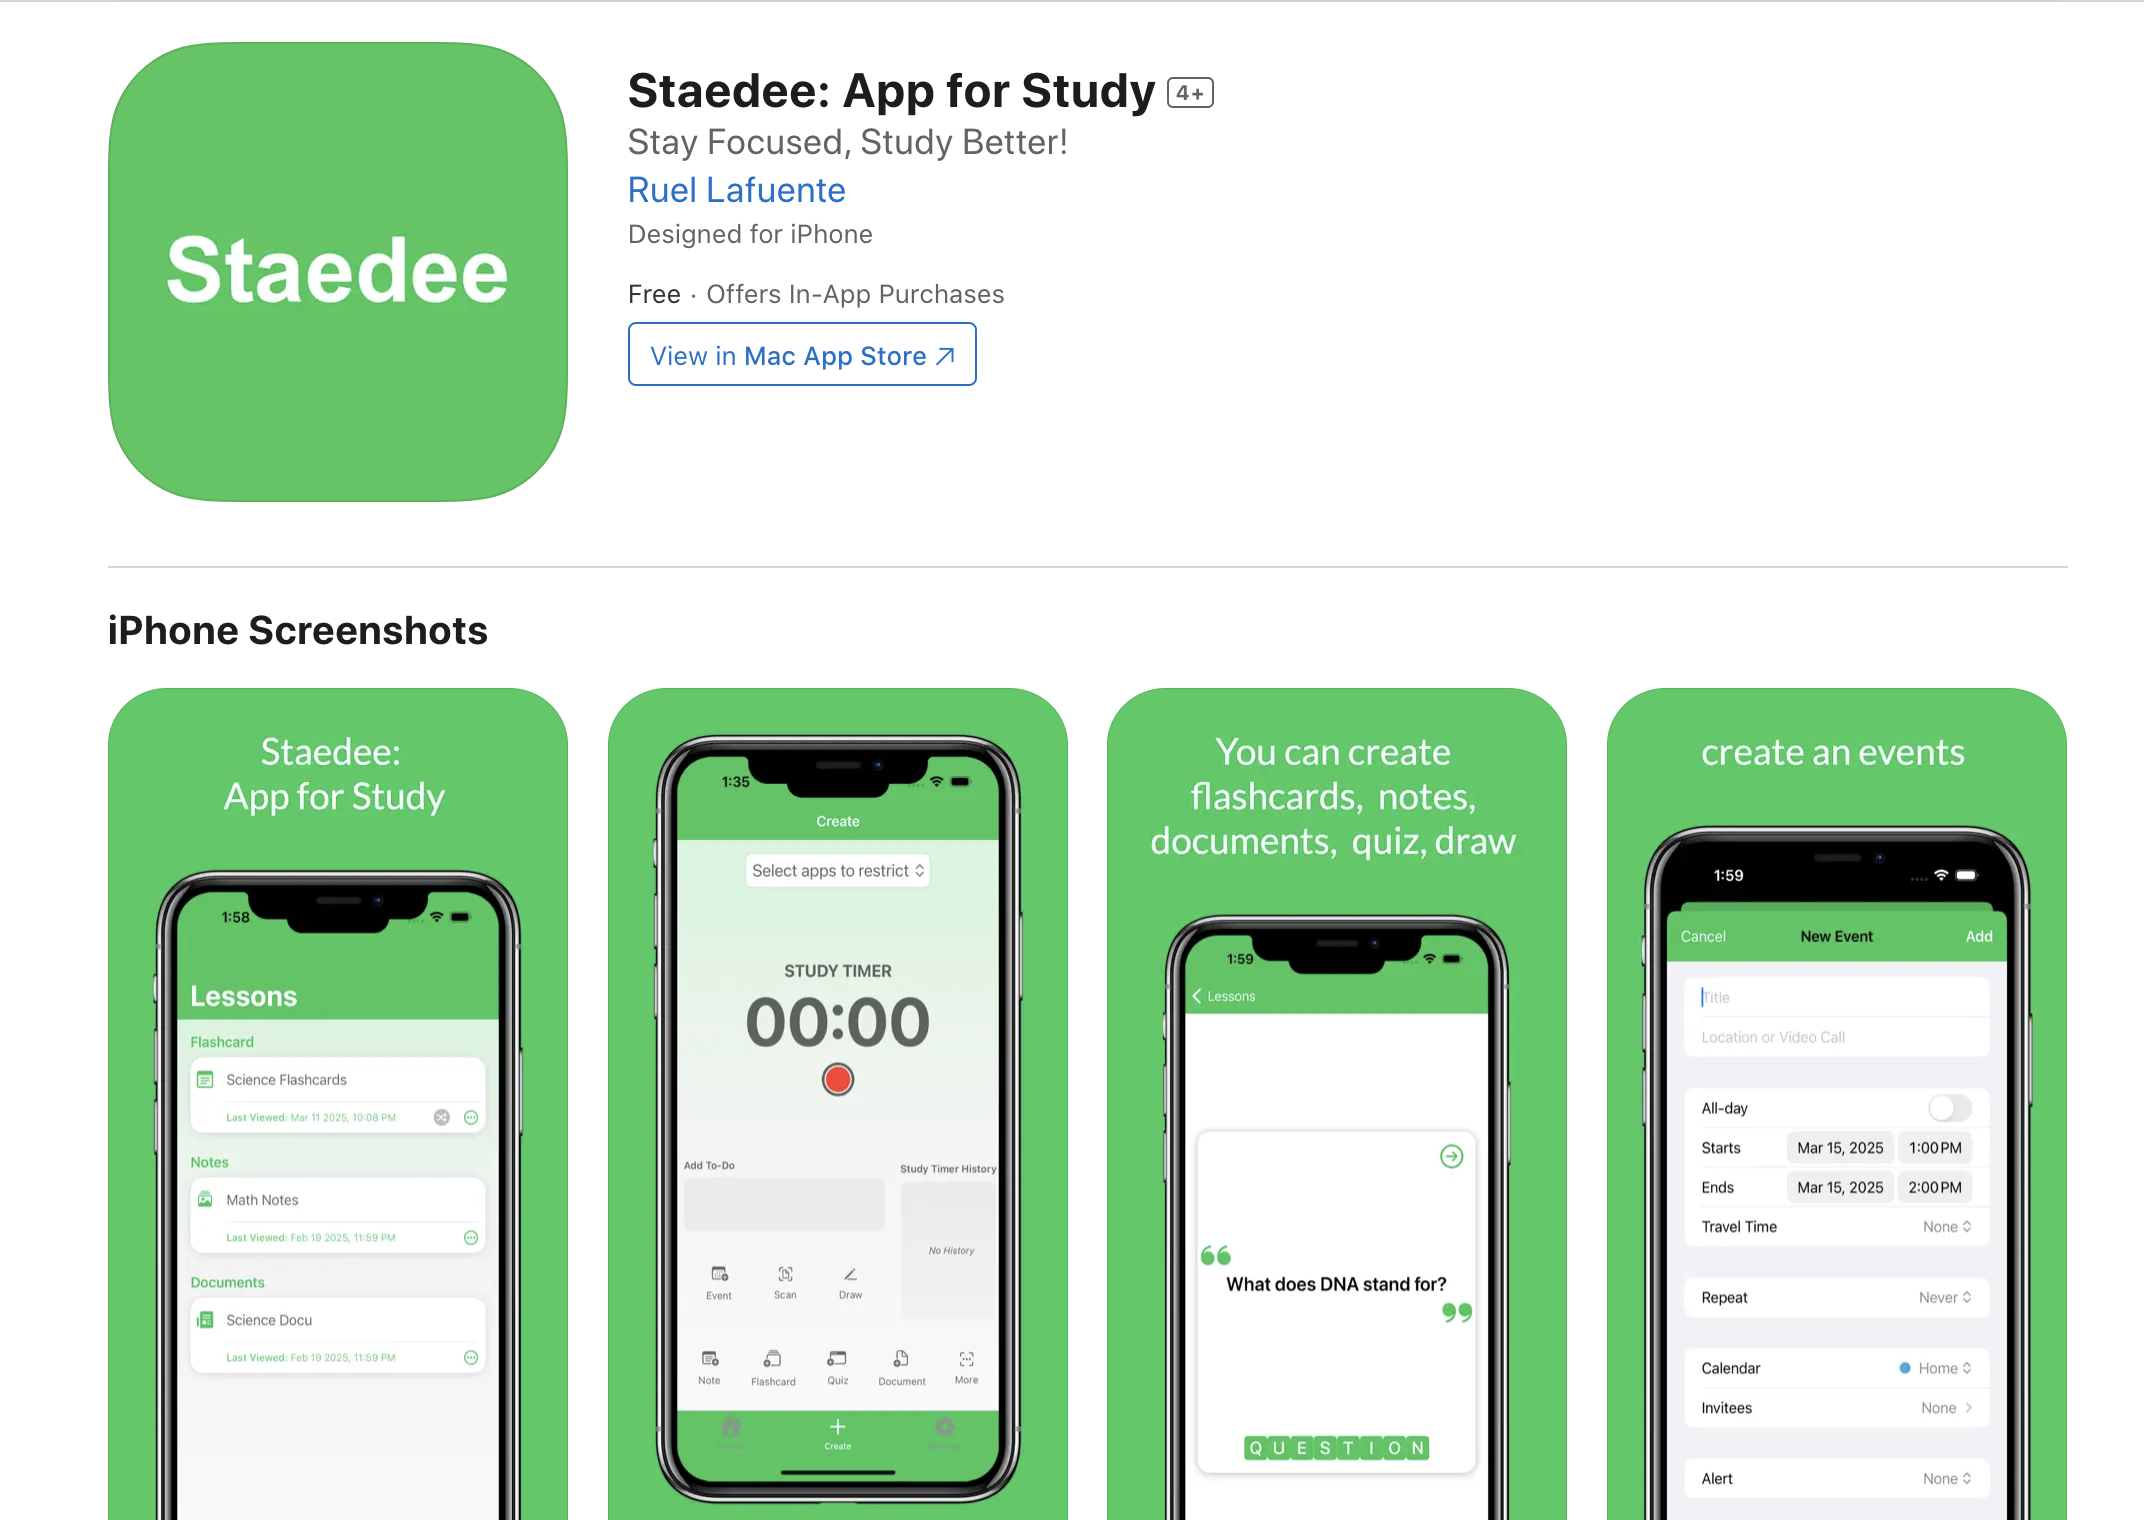 Staedee
Staedee: App for Study 4+
Stay Focused, Study Better!
Ruel Lafuente
Designed for iPhone
Free · Offers In-App Purchases
View in Mac App Store
iPhone Screenshots
Staedee:
App for Study
1:58
Lessons
Flashcard
Science Flashcards
Last Viewed: Mar 11 2025, 10:08 PM
Notes
Math Notes
Last Viewed: Feb 19 2025, 11:59 PM
Documents
Science Docu
Last Viewed: Feb 19 2025, 11:59 PM
1:35
Create
Select apps to restrict
STUDY TIMER
00:00
Add To-Do
Study Timer History
No History
Event Scan Draw
Note Flashcard Quiz Document More
Create
You can create
flashcards, notes,
documents, quiz, draw
1:59
Lessons
“
What does DNA stand for?
”
QUESTION
create an events
1:59
Cancel New Event Add
Title
Location or Video Call
All-day
Starts Mar 15, 2025 1:00 PM
Ends Mar 15, 2025 2:00 PM
Travel Time None
Repeat Never
Calendar Home
Invitees None
Alert None